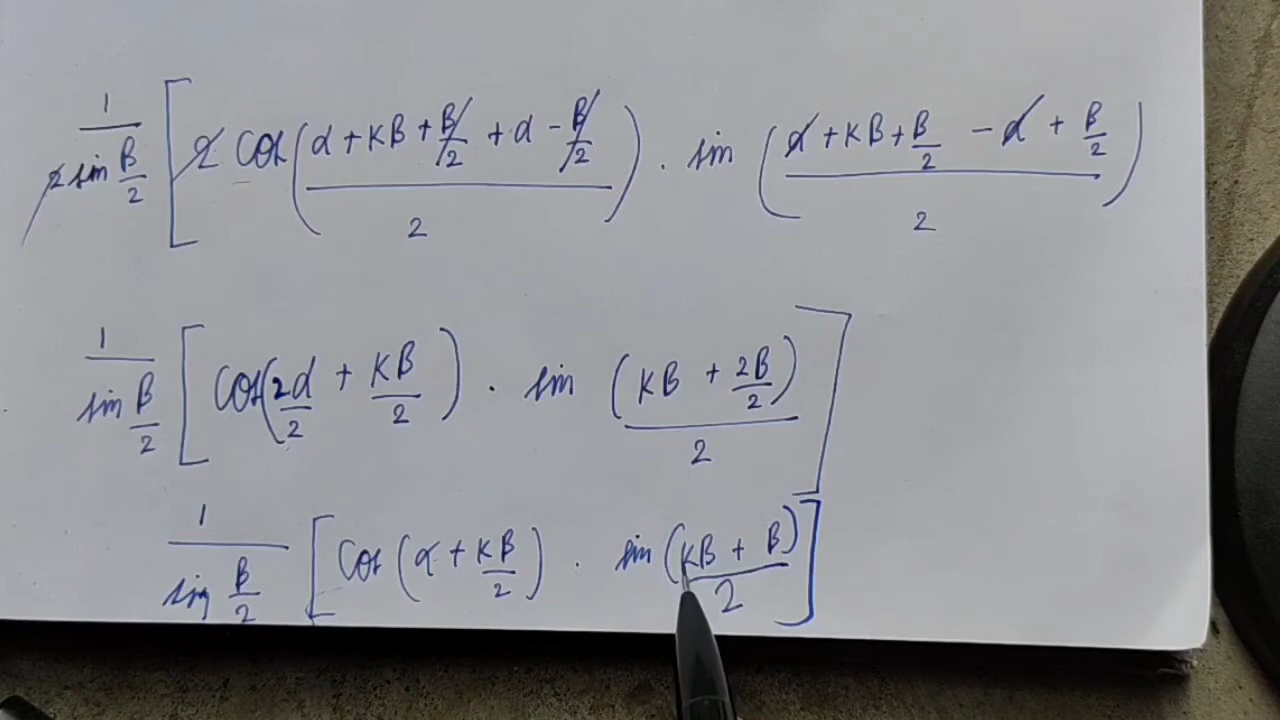 1/(2 sin β/2) [2 cos((α + Kβ + β/2 + α - β/2)/2) . sin((α + Kβ + β/2 - α + β/2)/2)
1/(sin β/2) [cos(2α/2 + Kβ/2) . sin((Kβ + 2β/2)/2)]
1/(sin β/2) [cos(α + Kβ/2) . sin((Kβ + β)/2)]